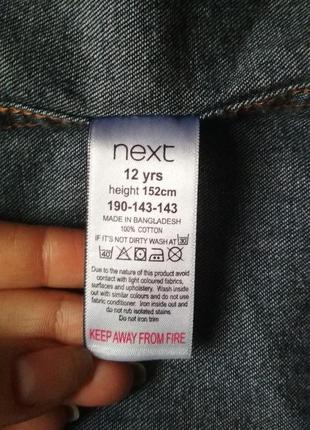 next
12 yrs
height 152cm
190-143-143
MADE IN BANGLADESH
100% COTTON
IF IT'S NOT DIRTY WASH AT 30
40
Due to the nature of this product avoid
contact with light coloured fabrics,
surfaces and upholstery. Wash inside
out with similar colours and do not use
fabric conditioner. Iron inside out and
do not rub isolated stains.
Do not iron trim
KEEP AWAY FROM FIRE